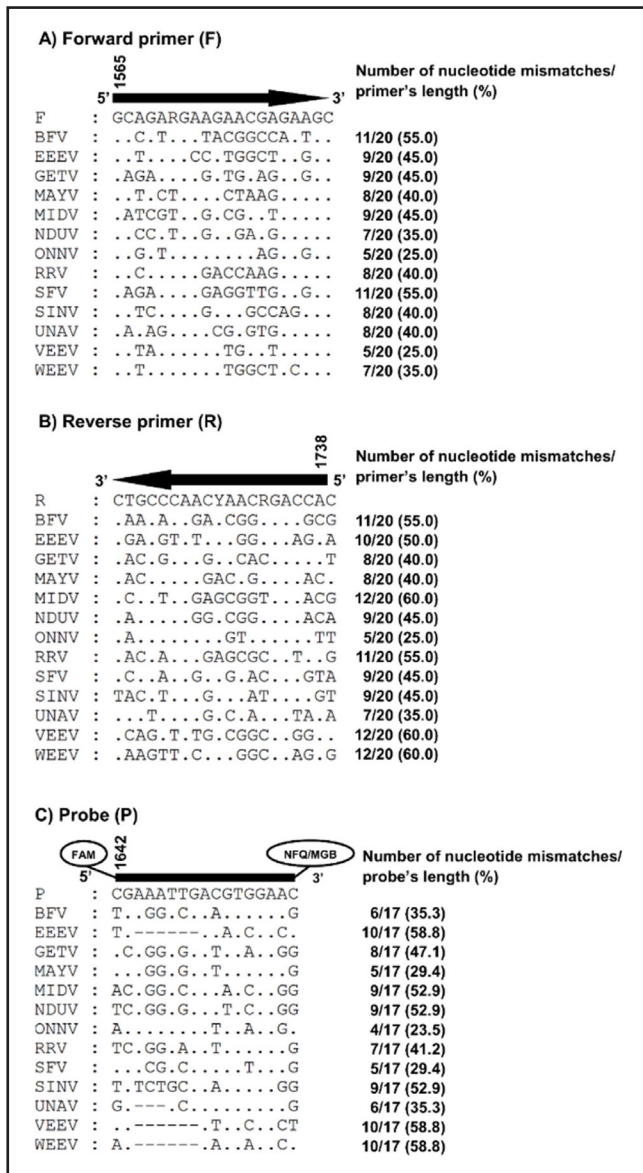 A) Forward primer (F)
1565
Number of nucleotide mismatches/
primer's length (%)
5' 3'
F : GCAGARGAAGAACGAGAAGC
BFV : ..C.T...TACGGCCA.T.. 11/20 (55.0)
EEEV : ..T....CC.TGGCT..G.. 9/20 (45.0)
GETV : .AGA....G.TG.AG..G.. 9/20 (45.0)
MAYV : ..T.CT....CTAAG..... 8/20 (40.0)
MIDV : .ATCGT..G.CG..T..... 9/20 (45.0)
NDUV : ..CC.T..G..GA.G..... 7/20 (35.0)
ONNV : ..G.T........AG..G.. 5/20 (25.0)
RRV : ..C.....GACCAAG..... 8/20 (40.0)
SFV : .AGA....GAGGTTG..G.. 11/20 (55.0)
SINV : ..TC....G...GCCAG... 8/20 (40.0)
UNAV : .A.AG....CG.GTG..... 8/20 (40.0)
VEEV : ..TA.....TG..T...... 5/20 (25.0)
WEEV : ..T.......TGGCT.C... 7/20 (35.0)
B) Reverse primer (R)
1738
Number of nucleotide mismatches/
primer's length (%)
3' 5'
R : CTGCCCAACYAACRGACCAC
BFV : .AA.A..GA.CGG....GCG 11/20 (55.0)
EEEV : .GA.GT.T...GG...AG.A 10/20 (50.0)
GETV : .AC.G...G..CAC.....T 8/20 (40.0)
MAYV : .AC.....GAC.G....AC. 8/20 (40.0)
MIDV : .C..T..GAGCGGT...ACG 12/20 (60.0)
NDUV : .A.....GG.CGG....ACA 9/20 (45.0)
ONNV : .A........GT......TT 5/20 (25.0)
RRV : .AC.A...GAGCGC..T..G 11/20 (55.0)
SFV : .C..A..G..G.AC...GTA 9/20 (45.0)
SINV : TAC.T...G...AT....GT 9/20 (45.0)
UNAV : ...T....G.C.A...TA.A 7/20 (35.0)
VEEV : .CAG.T.TG.CGGC..GG.. 12/20 (60.0)
WEEV : .AAGTT.C...GGC..AG.G 12/20 (60.0)
C) Probe (P)
FAM
1642
NFQ/MGB
Number of nucleotide mismatches/
probe's length (%)
5' 3'
P : CGAAATTGACGTGGAAC
BFV : T..GG.C..A......G 6/17 (35.3)
EEEV : T.------..A.C..C. 10/17 (58.8)
GETV : .C.GG.G..T..A...G 8/17 (47.1)
MAYV : ...GG.G..T......G 5/17 (29.4)
MIDV : AC.GG.C...A.C..GG 9/17 (52.9)
NDUV : TC.GG.G...T.C..GG 9/17 (52.9)
ONNV : A........T..A..G. 4/17 (23.5)
RRV : TC.GG.A..T......G 7/17 (41.2)
SFV : ...CG.G.....T...G 5/17 (29.4)
SINV : T.TCTGC..A.....GG 9/17 (52.9)
UNAV : G.---.C.........G 6/17 (35.3)
VEEV : ..------.T..C..CT 10/17 (58.8)
WEEV : A.------.A..A..C. 10/17 (58.8)